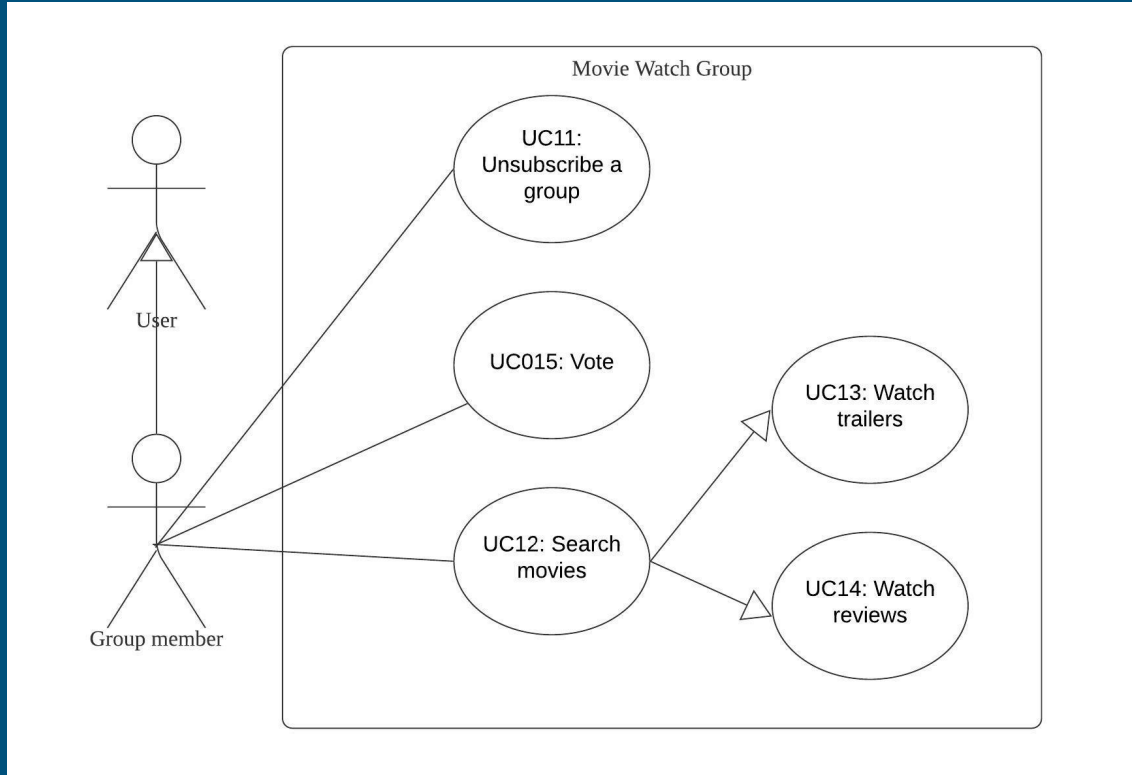 Movie Watch Group
UC11:
Unsubscribe a
group
User
UC015: Vote
UC13: Watch
trailers
UC12: Search
movies
UC14: Watch
reviews
Group member